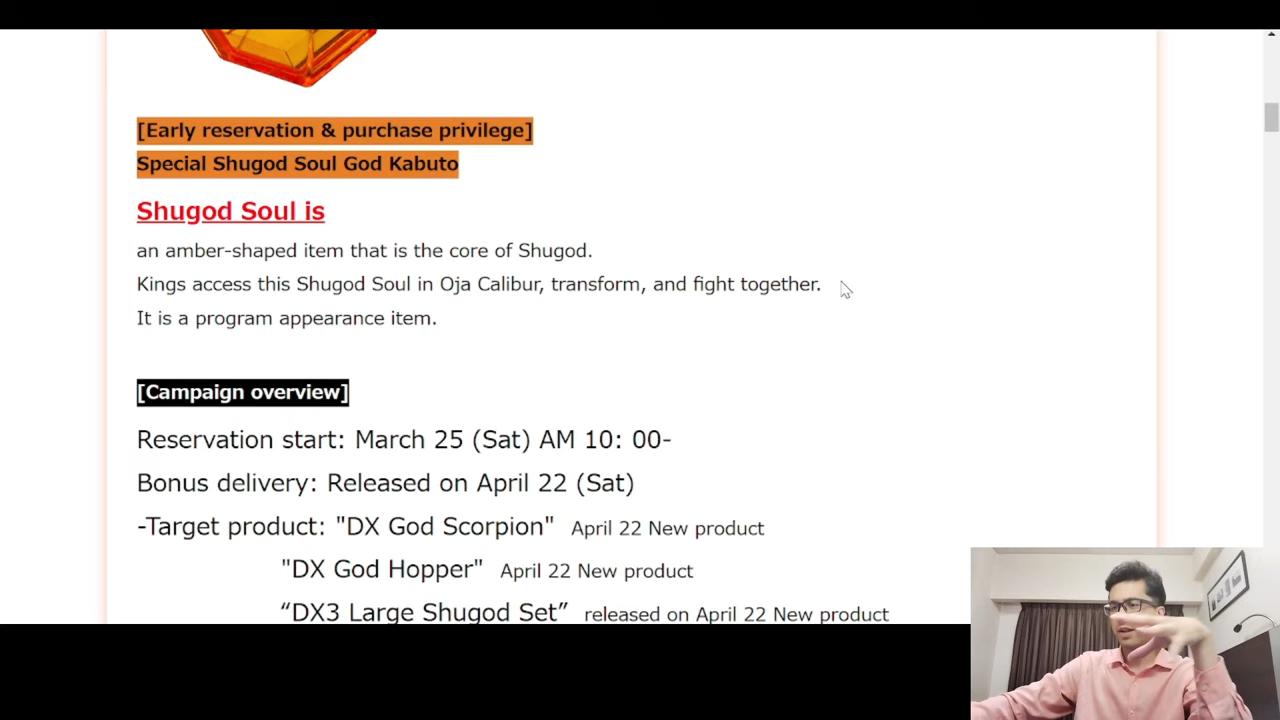 [Early reservation & purchase privilege]
Special Shugod Soul God Kabuto
Shugod Soul is
an amber-shaped item that is the core of Shugod.
Kings access this Shugod Soul in Oja Calibur, transform, and fight together.
It is a program appearance item.
[Campaign overview]
Reservation start: March 25 (Sat) AM 10: 00-
Bonus delivery: Released on April 22 (Sat)
-Target product: "DX God Scorpion" April 22 New product
"DX God Hopper" April 22 New product
“DX3 Large Shugod Set” released on April 22 New product